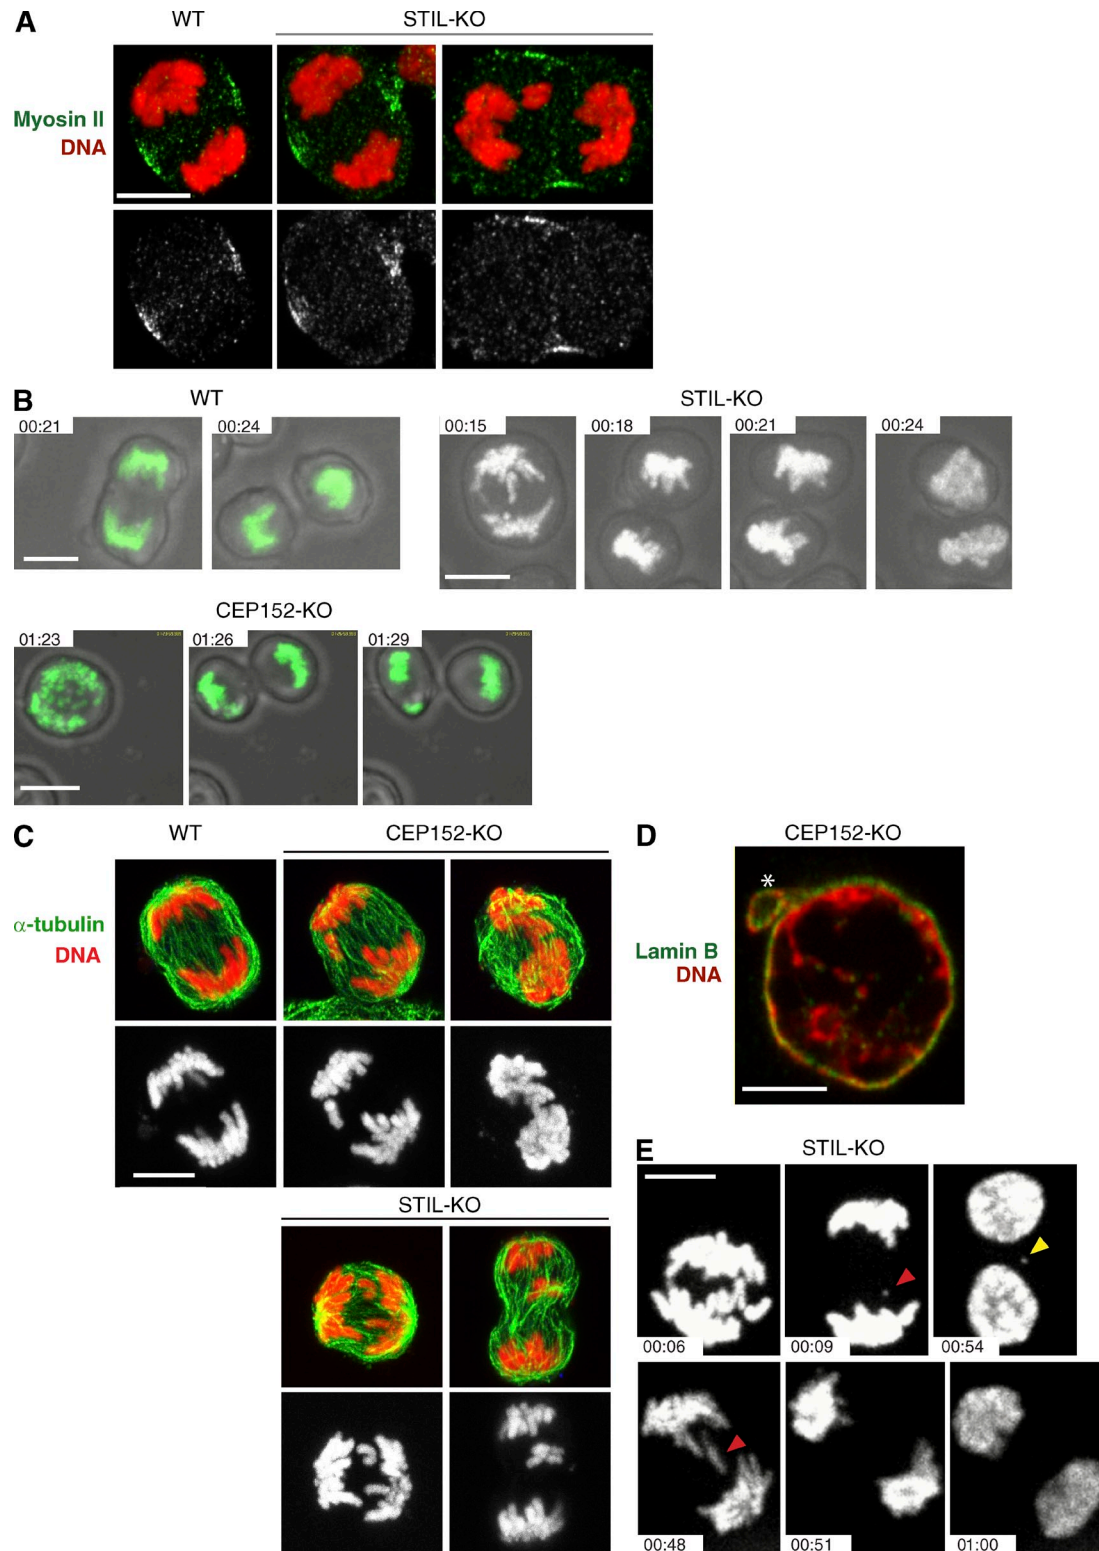 A
WT
STIL-KO
Myosin II
DNA
B
WT
STIL-KO
00:21
00:24
00:15
00:18
00:21
00:24
CEP152-KO
01:23
01:26
01:29
C
WT
CEP152-KO
α-tubulin
DNA
STIL-KO
D
CEP152-KO
*
Lamin B
DNA
E
STIL-KO
00:06
00:09
00:54
00:48
00:51
01:00